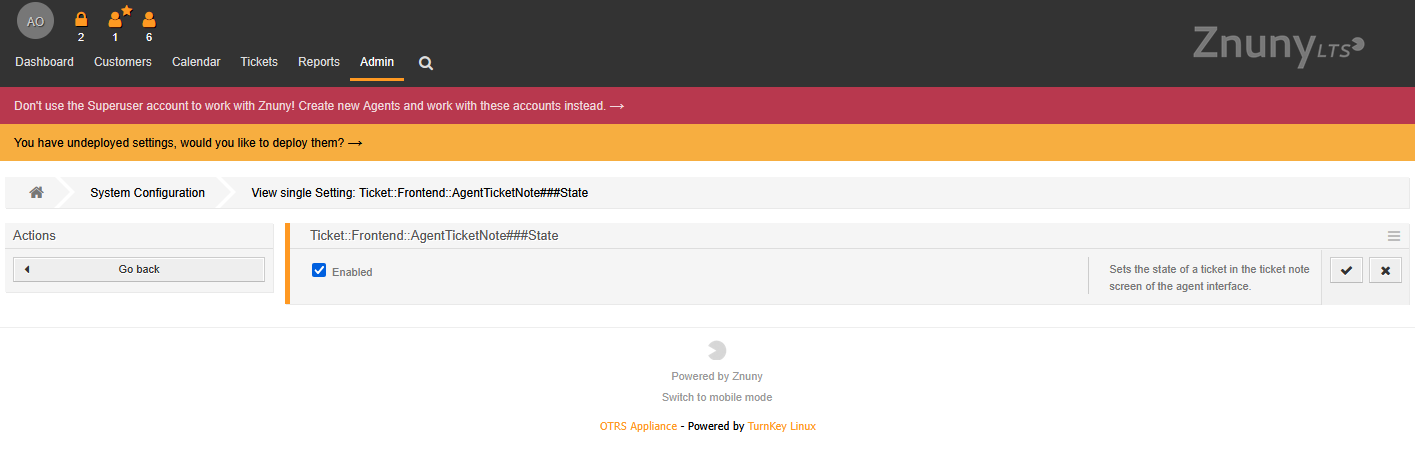 AO
2
1
6
Dashboard Customers Calendar Tickets Reports Admin
Znuny LTS
Don't use the Superuser account to work with Znuny! Create new Agents and work with these accounts instead. →
You have undeployed settings, would you like to deploy them? →
System Configuration View single Setting: Ticket::Frontend::AgentTicketNote###State
Actions
Go back
Ticket::Frontend::AgentTicketNote###State
Enabled
Sets the state of a ticket in the ticket note
screen of the agent interface.
Powered by Znuny
Switch to mobile mode
OTRS Appliance - Powered by TurnKey Linux